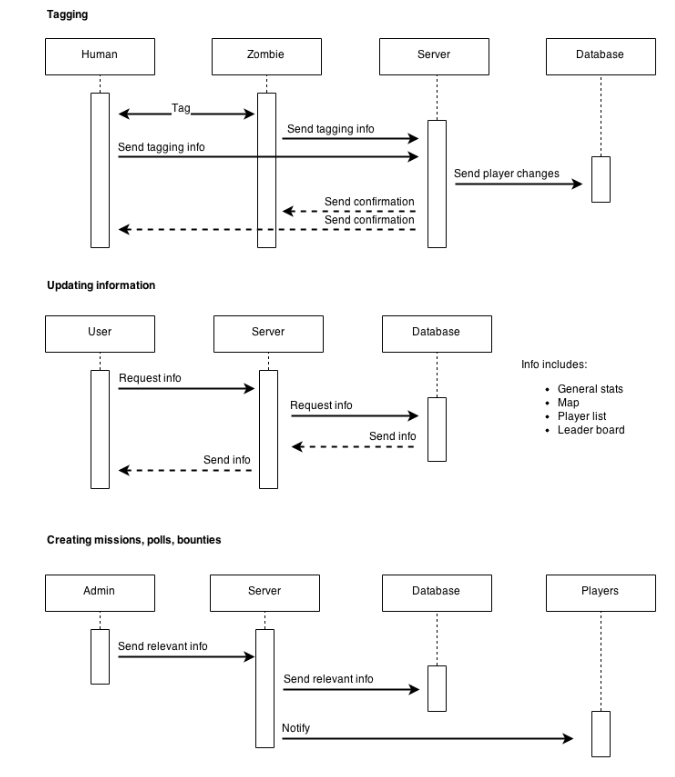 Tagging
Human
Zombie
Server
Database
Tag
Send tagging info
Send tagging info
Send player changes
Send confirmation
Send confirmation
Updating information
User
Server
Database
Info includes:
Request info
General stats
Map
Request info
Player list
Leader board
Send info
Send info
Creating missions, polls, bounties
Admin
Server
Database
Players
Send relevant info
Send relevant info
Notify